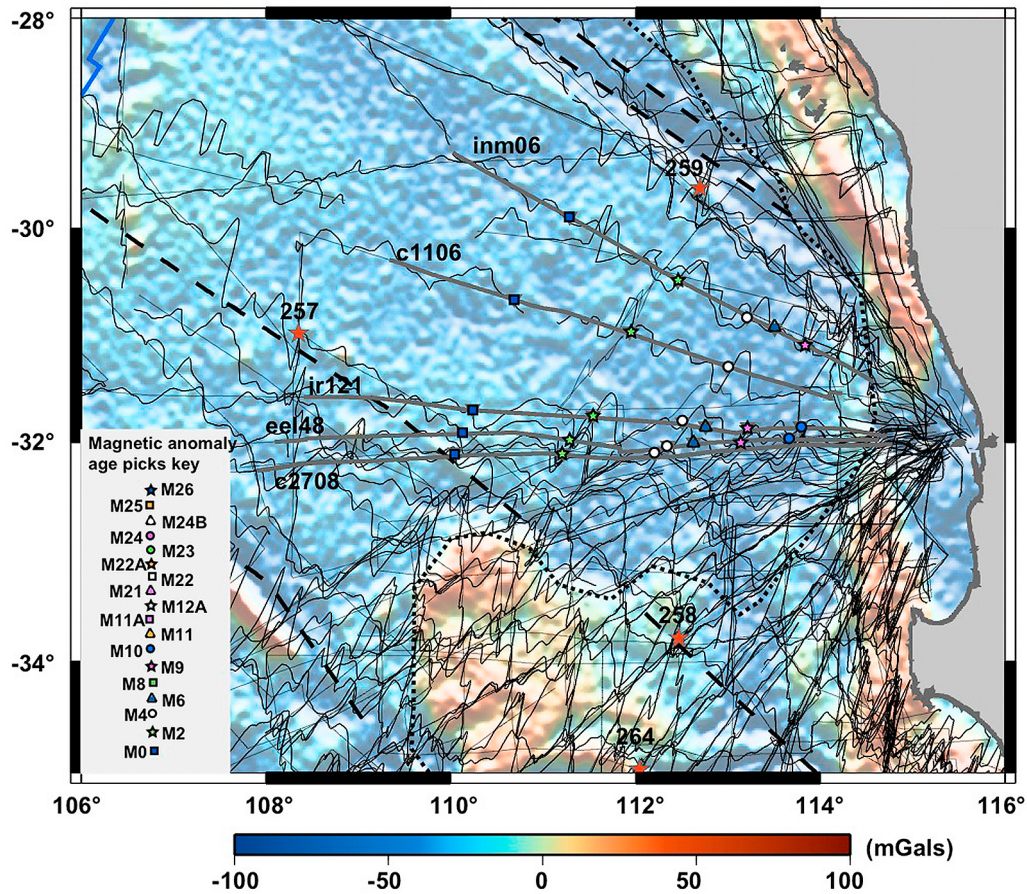 -28°
inm06
259
-30°
c1106
257
ir121
eel48
-32°
c2708
Magnetic anomaly
age picks key
M26
M25
M24B
M24
M23
M22A
M22
M21
M12A
M11A
M11
M10
M9
M8
M6
M4
M2
M0
258
-34°
264
106° 108° 110° 112° 114° 116°
(mGals)
-100 -50 0 50 100